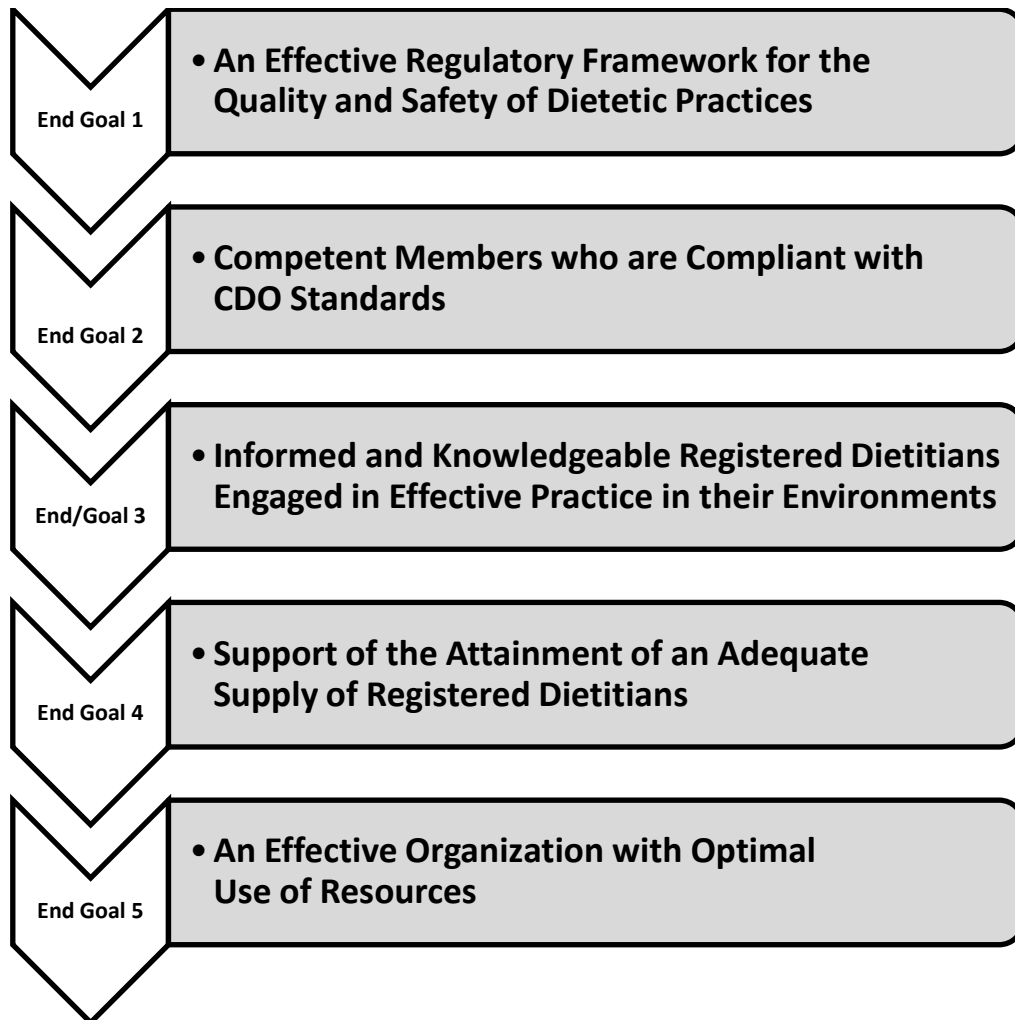 End Goal 1
• An Effective Regulatory Framework for the
Quality and Safety of Dietetic Practices
End Goal 2
• Competent Members who are Compliant with
CDO Standards
End/Goal 3
• Informed and Knowledgeable Registered Dietitians
Engaged in Effective Practice in their Environments
End Goal 4
• Support of the Attainment of an Adequate
Supply of Registered Dietitians
End Goal 5
• An Effective Organization with Optimal
Use of Resources